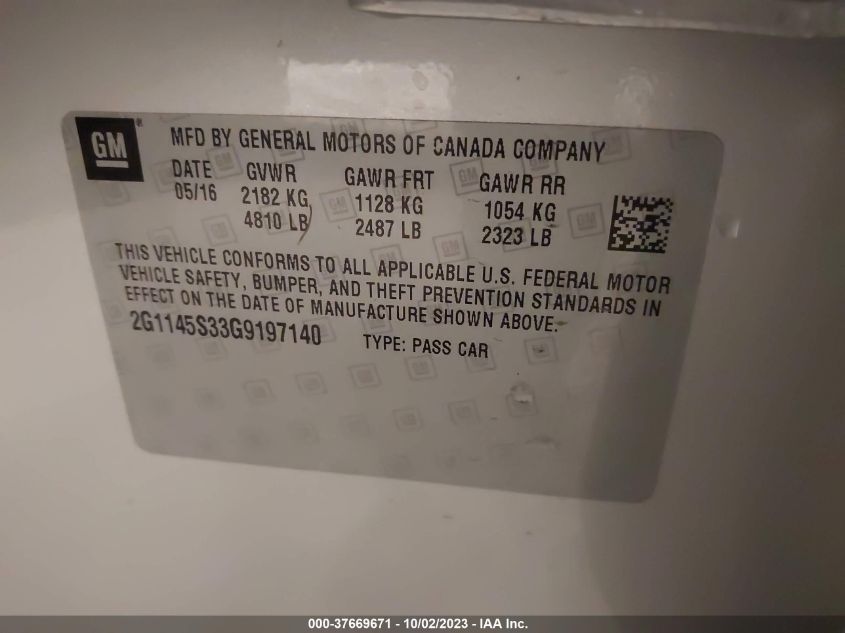 GM
MFD BY GENERAL MOTORS OF CANADA COMPANY
DATE GVWR GAWR FRT GAWR RR
05/16 2182 KG 1128 KG 1054 KG
4810 LB 2487 LB 2323 LB
THIS VEHICLE CONFORMS TO ALL APPLICABLE U.S. FEDERAL MOTOR
VEHICLE SAFETY, BUMPER, AND THEFT PREVENTION STANDARDS IN
EFFECT ON THE DATE OF MANUFACTURE SHOWN ABOVE.
2G1145S33G9197140 TYPE: PASS CAR
000-37669671 - 10/02/2023 - IAA Inc.